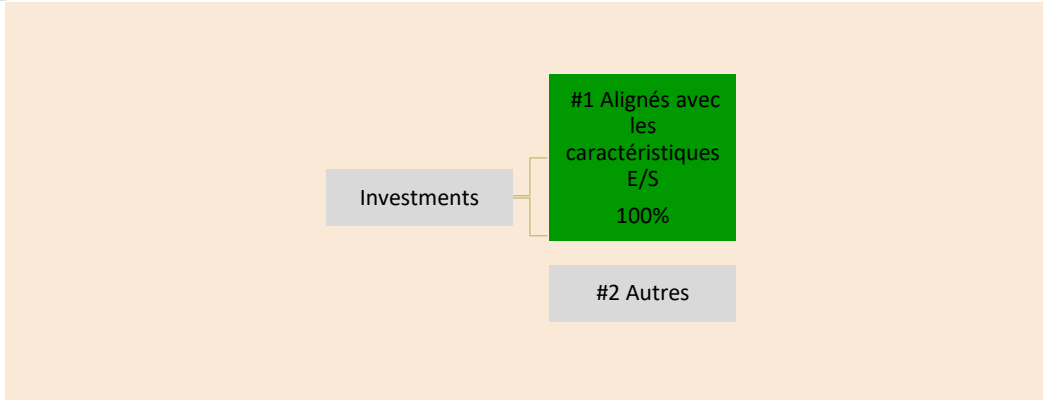 Investments
#1 Alignés avec
les
caractéristiques
E/S
100%
#2 Autres